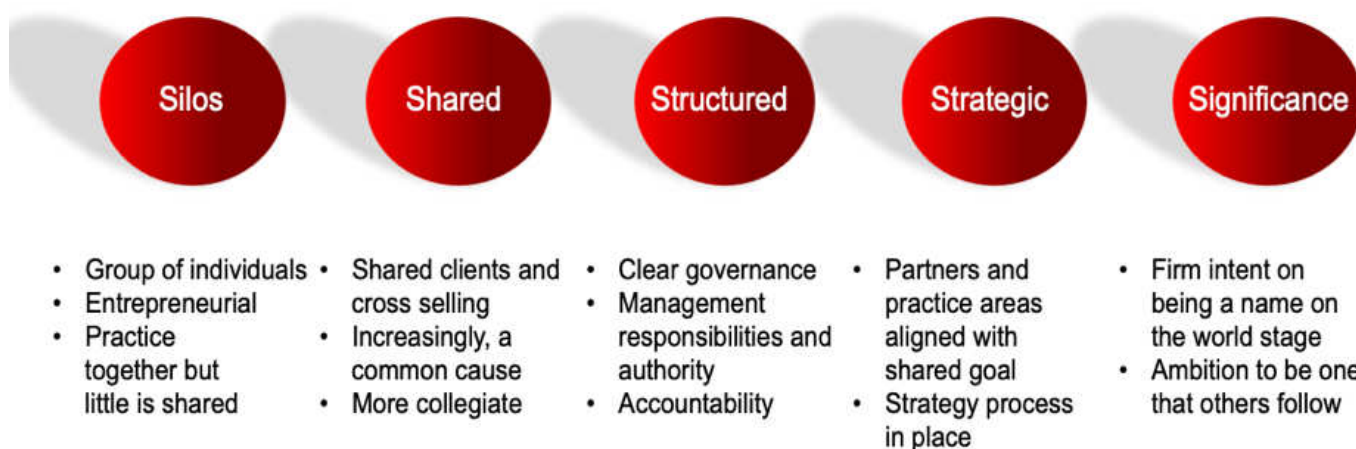 Silos
Shared
Structured
Strategic
Significance
• Group of individuals
• Entrepreneurial
• Practice
together but
little is shared
• Shared clients and
cross selling
• Increasingly, a
common cause
• More collegiate
• Clear governance
• Management
responsibilities and
authority
• Accountability
• Partners and
practice areas
aligned with
shared goal
• Strategy process
in place
• Firm intent on
being a name on
the world stage
• Ambition to be one
that others follow